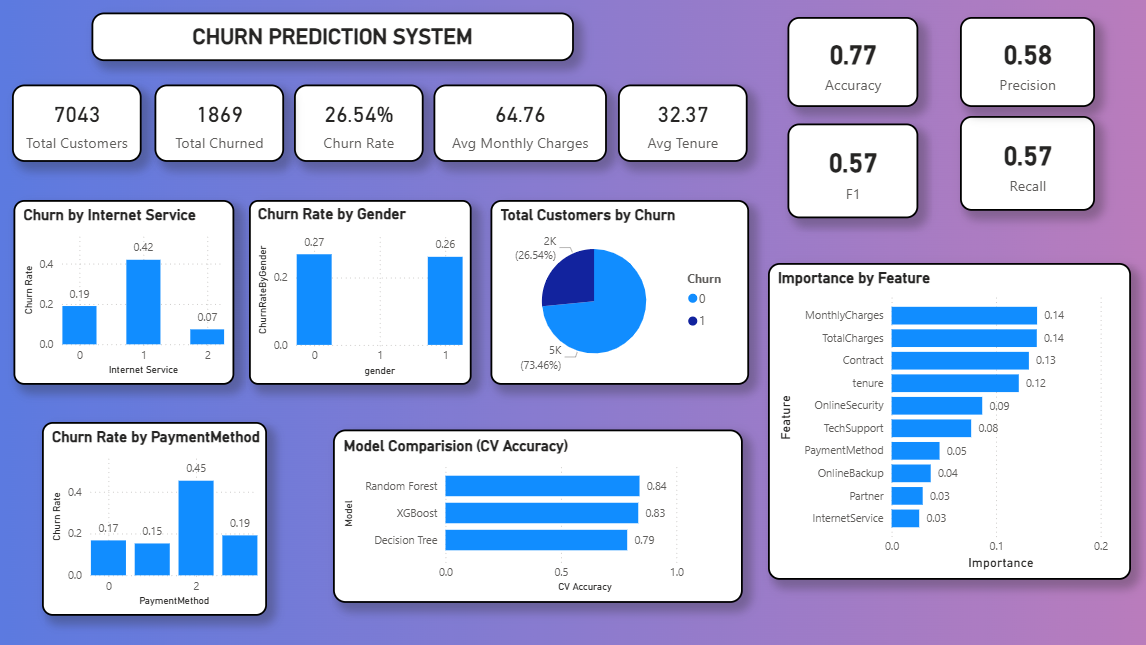 CHURN PREDICTION SYSTEM
7043
Total Customers
1869
Total Churned
26.54%
Churn Rate
64.76
Avg Monthly Charges
32.37
Avg Tenure
0.77
Accuracy
0.58
Precision
0.57
F1
0.57
Recall
Churn by Internet Service
Churn Rate
0.4
0.2
0.0
0.19
0.42
0.07
0
1
2
Internet Service
Churn Rate by Gender
ChurnRateByGender
0.2
0.0
0.27
0.26
0
1
1
gender
Total Customers by Churn
2K
(26.54%)
5K
(73.46%)
Churn
0
1
Importance by Feature
Feature
MonthlyCharges 0.14
TotalCharges 0.14
Contract 0.13
tenure 0.12
OnlineSecurity 0.09
TechSupport 0.08
PaymentMethod 0.05
OnlineBackup 0.04
Partner 0.03
InternetService 0.03
0.0 0.1 0.2
Importance
Churn Rate by PaymentMethod
Churn Rate
0.4
0.2
0.0
0.17
0.15
0.45
0.19
0
2
PaymentMethod
Model Comparision (CV Accuracy)
Model
Random Forest 0.84
XGBoost 0.83
Decision Tree 0.79
0.0 0.5 1.0
CV Accuracy